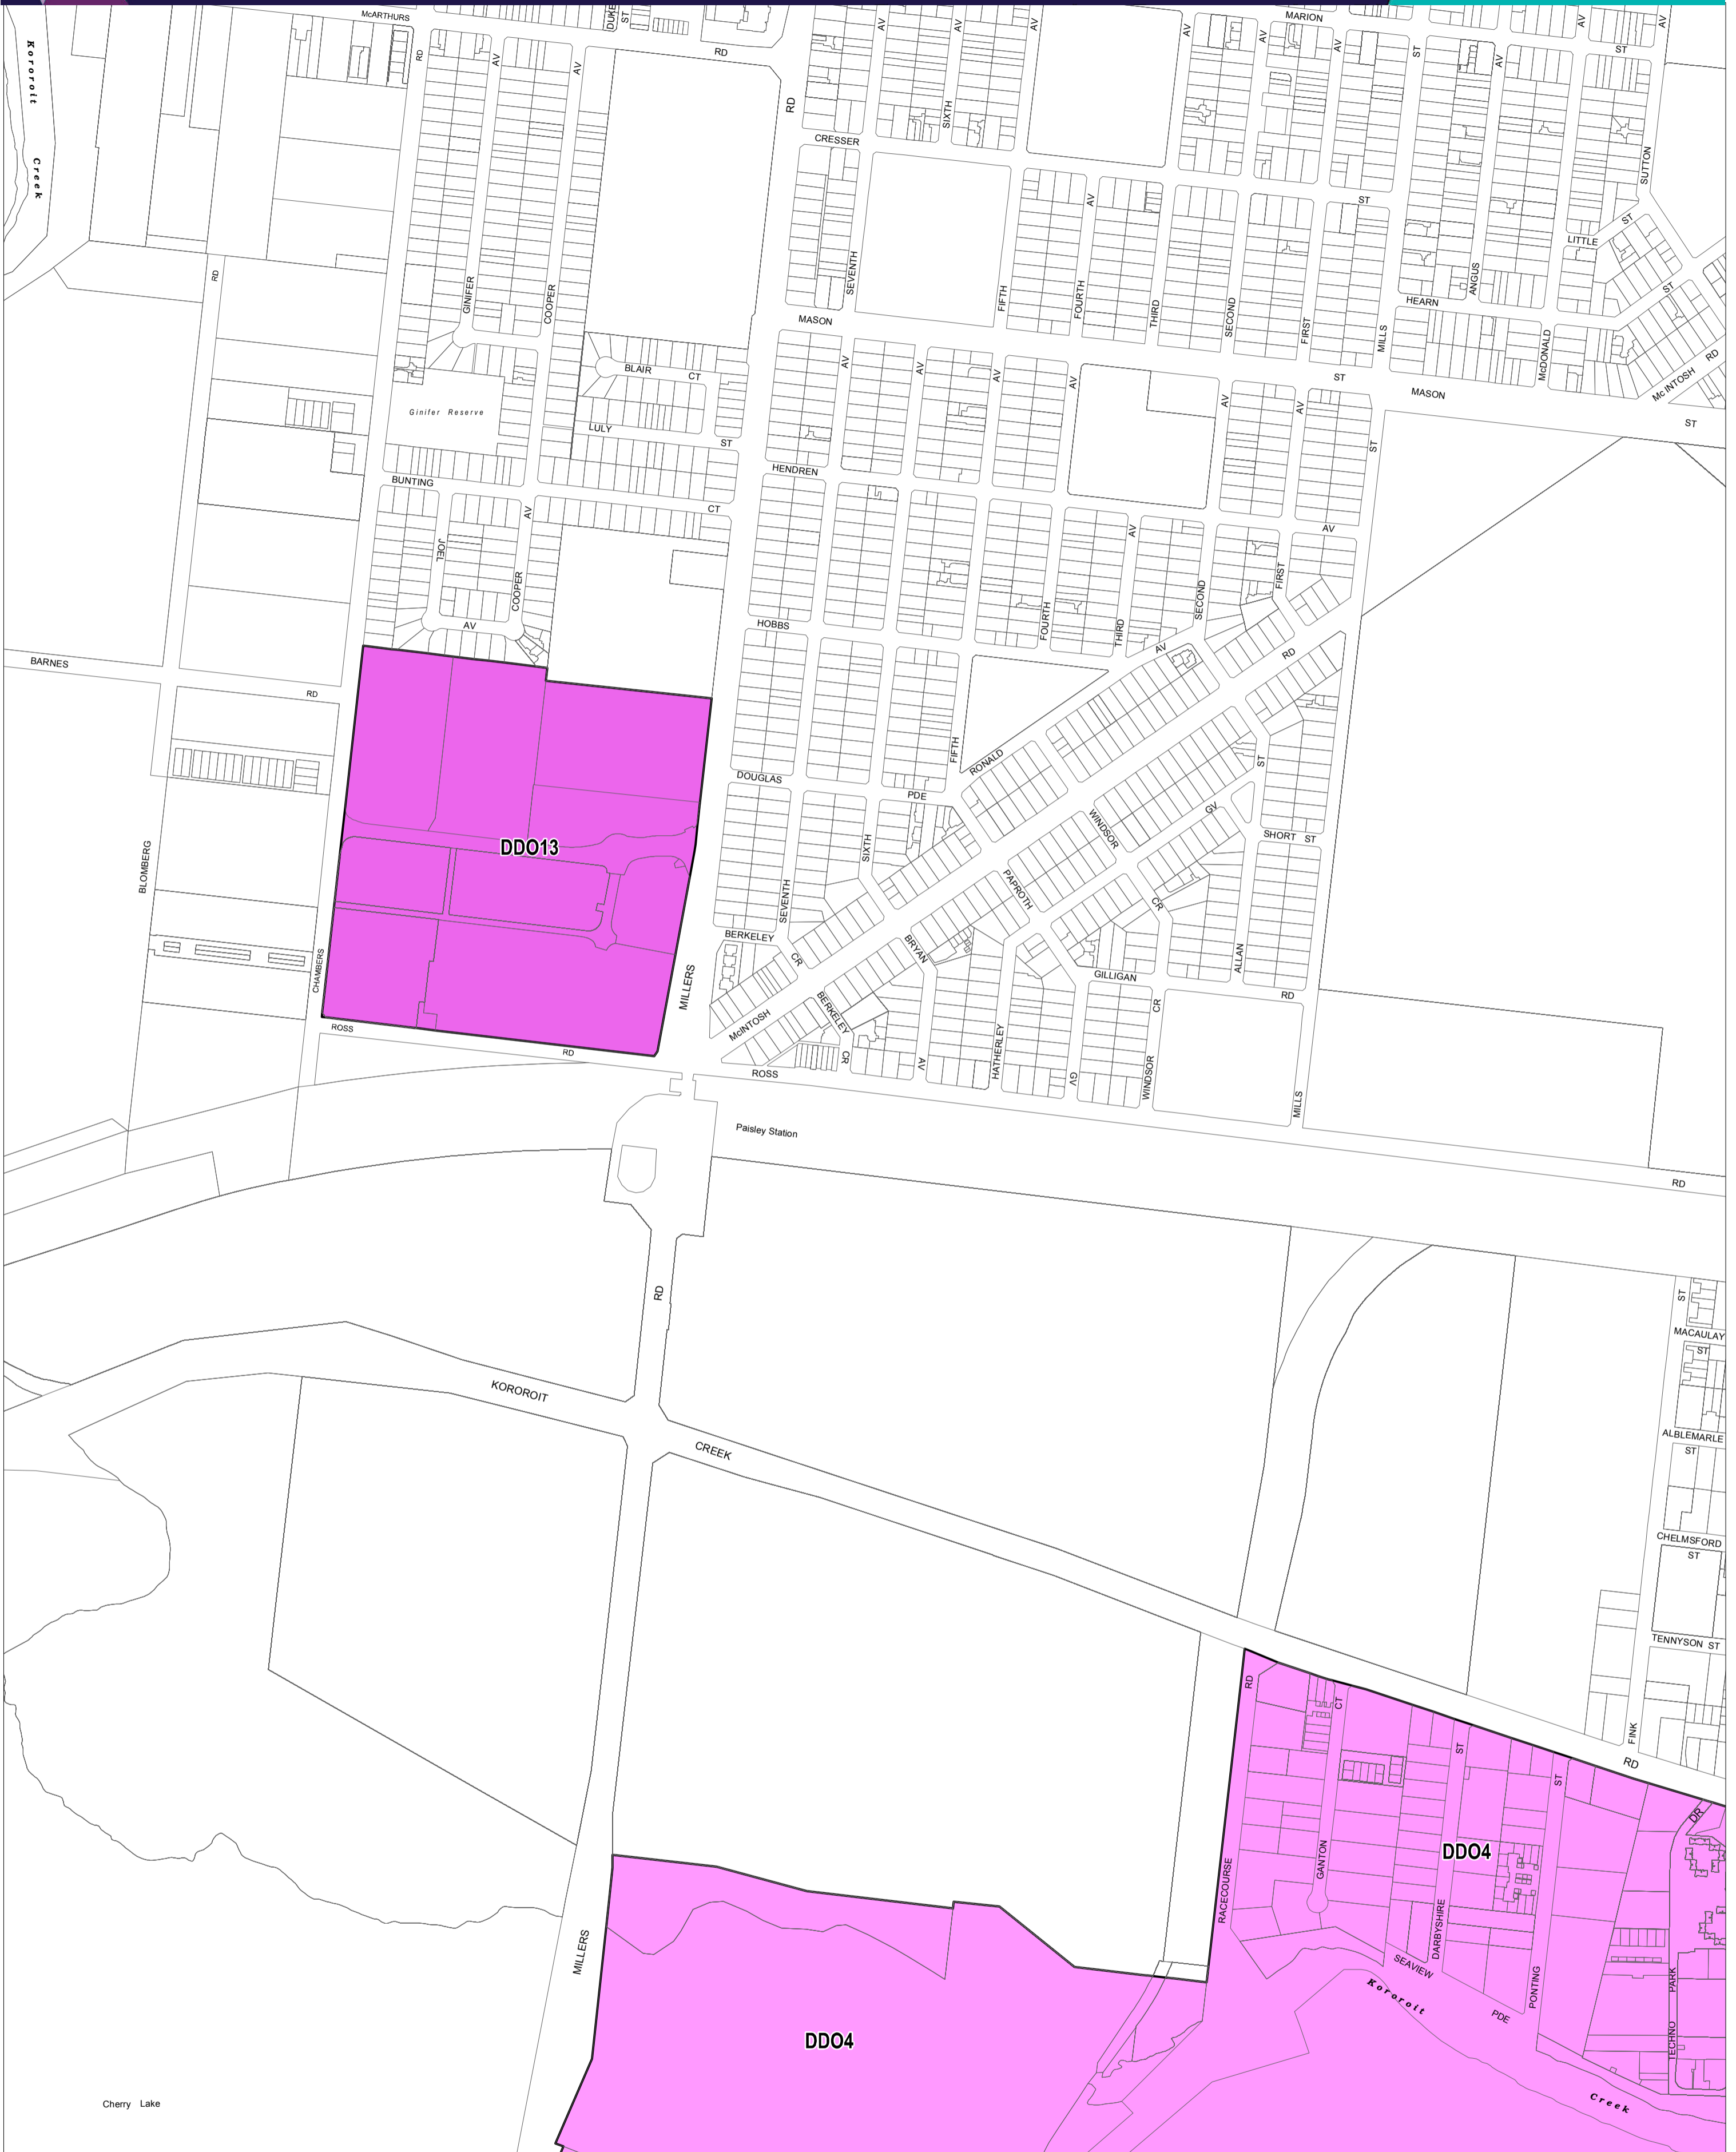 McARTHURS
DUKE
ST
RD
AV
AV
AV
AV
MARION
AV
AV
ST
AV
ST
AV
AV
Kororoit
Creek
RD
AV
AV
RD
SIXTH
CRESSER
ANGUS
SUTTON
ST
LITTLE
ST
AV
AV
ST
HEARN
RD
GINIFER
COOPER
SEVENTH
MASON
FIFTH
FOURTH
THIRD
SECOND
FIRST
MILLS
McDONALD
McINTOSH
RD
BLAIR
CT
AV
AV
AV
AV
ST
MASON
ST
Ginifer Reserve
LULY
ST
AV
AV
ST
HENDREN
BUNTING
AV
CT
AV
AV
JOEL
COOPER
AV
HOBBS
FOURTH
THIRD
SECOND
FIRST
AV
RD
BARNES
RD
FIFTH
RONALD
ST
DOUGLAS
PDE
GV
WINDSOR
SHORT ST
DDO13
BLOMBERG
SIXTH
SEVENTH
PAPROTH
CR
ALLAN
BERKELEY
CR
BRYAN
GILLIGAN
RD
CHAMBERS
MILLERS
BERKELEY
CR
McINTOSH
HATHERLEY
CR
ROSS
RD
ROSS
AV
GV
WINDSOR
MILLS
Paisley Station
RD
RD
ST
MACAULAY
ST
KOROROIT
CREEK
ALBLEMARLE
ST
CHELMSFORD
ST
TENNYSON ST
RD
CT
FINK
RD
ST
ST
DR
DDO4
GANTON
RACECOURSE
DARBYSHIRE
SEAVIEW
PONTING
PDE
PARK
TECHNO
MILLERS
Kororoit
Creek
DDO4
Cherry Lake